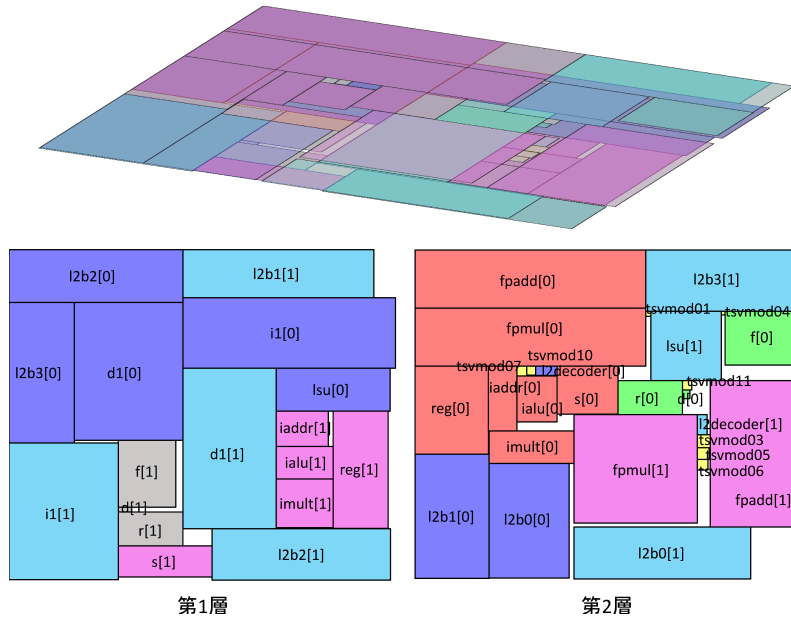 l2b2[0]
l2b1[1]
i1[0]
l2b3[0]
d1[0]
lsu[0]
iaddr[1]
ialu[1]
reg[1]
d1[1]
f[1]
imult[1]
d[1]
i1[1]
r[1]
s[1]
l2b2[1]
第1層
fpadd[0]
l2b3[1]
tsvmod01
tsvmod04
fpmul[0]
f[0]
lsu[1]
tsvmod10
tsvmod07
l2decoder[0]
tsvmod11
iaddr[0]
s[0]
r[0]
d[0]
reg[0]
ialu[0]
l2decoder[1]
imult[0]
tsvmod03
tsvmod05
fpmul[1]
tsvmod06
fpadd[1]
l2b1[0]
l2b0[0]
l2b0[1]
第2層